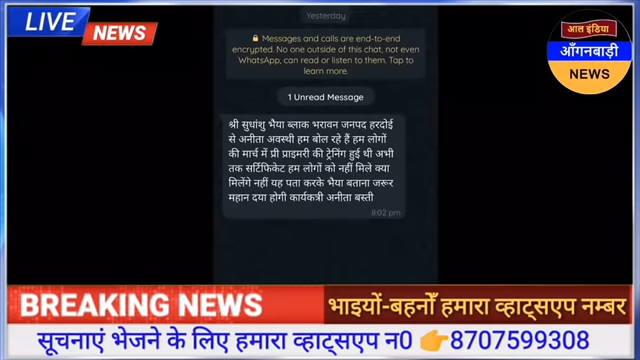 LIVE
NEWS
Yesterday
Messages and calls are end-to-end
encrypted. No one outside of this chat, not even
WhatsApp, can read or listen to them. Tap to
learn more.
1 Unread Message
श्री सुधांशु भैया ब्लाक भरावन जनपद हरदोई
से अनीता अवस्थी हम बोल रहे हैं हम लोगों
की मार्च में प्री प्राइमरी की ट्रेनिंग हुई थी अभी
तक सर्टिफिकेट हम लोगों को नहीं मिले क्या
मिलेंगे नहीं यह पता करके भैया बताना जरूर
महान दया होगी कार्यकत्री अनीता बस्ती
8:02 pm
आल इंडिया
आँगनबाड़ी
NEWS
BREAKING NEWS
भाइयों-बहनोँ हमारा व्हाट्सएप नम्बर
सूचनाएं भेजने के लिए हमारा व्हाट्सएप न0 👉8707599308